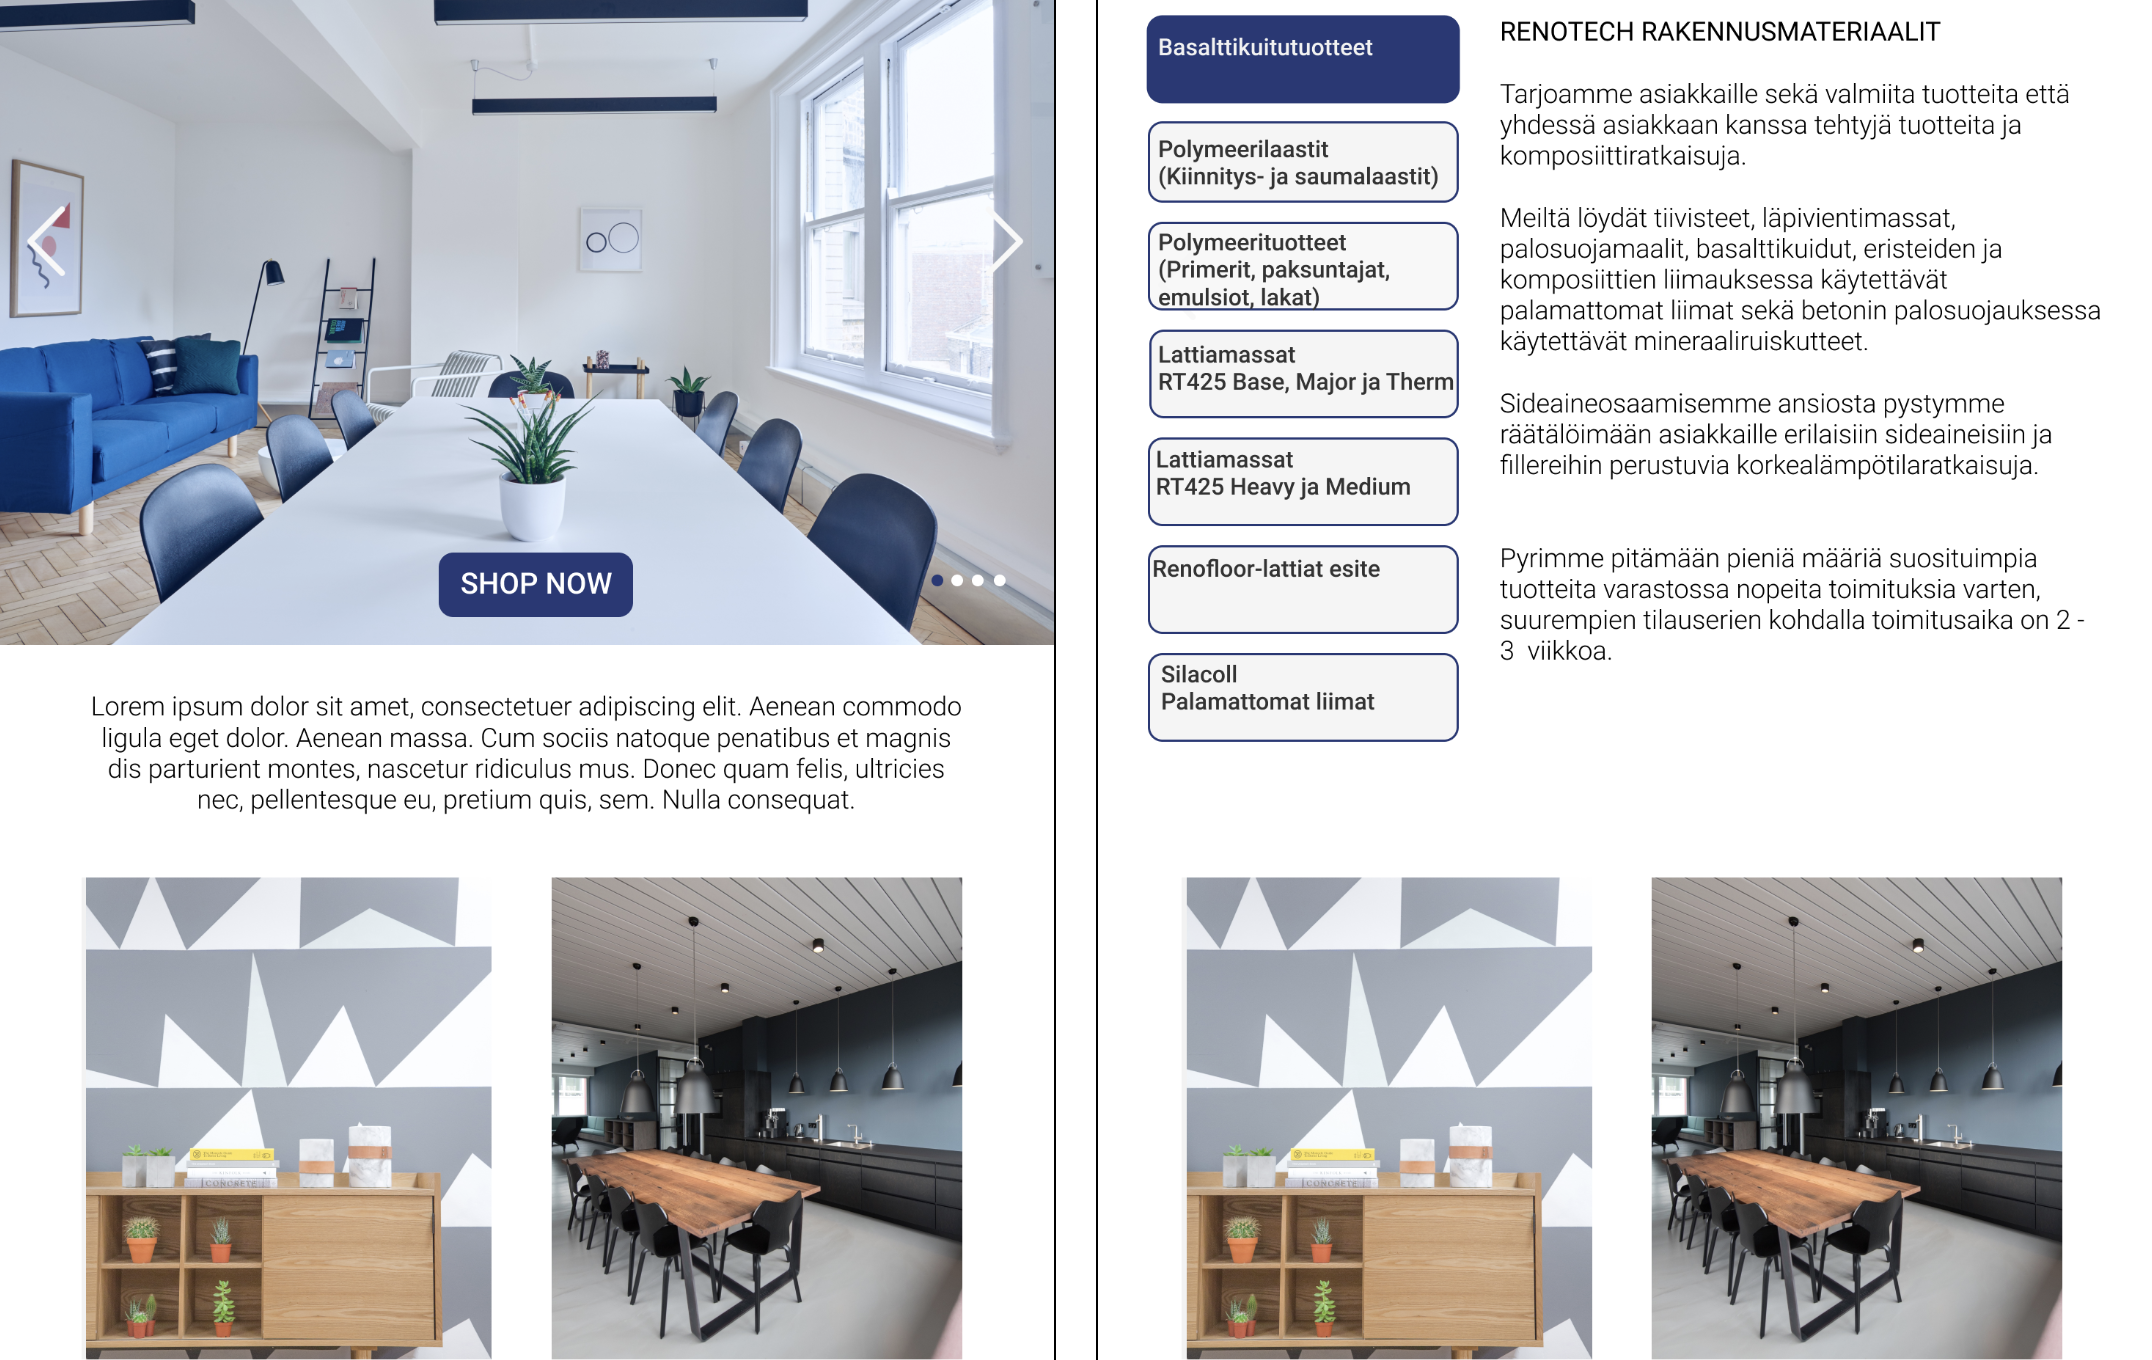 SHOP NOW
Lorem ipsum dolor sit amet, consectetuer adipiscing elit. Aenean commodo
ligula eget dolor. Aenean massa. Cum sociis natoque penatibus et magnis
dis parturient montes, nascetur ridiculus mus. Donec quam felis, ultricies
nec, pellentesque eu, pretium quis, sem. Nulla consequat.
CONCRETE
Basalttikuitutuotteet
Polymeerilaastit
(Kiinnitys- ja saumalaastit)
Polymeerituotteet
(Primerit, paksuntajat,
emulsiot, lakat)
Lattiamassat
RT425 Base, Major ja Therm
Lattiamassat
RT425 Heavy ja Medium
Renofloor-lattiat esite
Silacoll
Palamattomat liimat
RENOTECH RAKENNUSMATERIAALIT
Tarjoamme asiakkaille sekä valmiita tuotteita että
yhdessä asiakkaan kanssa tehtyjä tuotteita ja
komposiittiratkaisuja.
Meiltä löydät tiivisteet, läpivientimassat,
palosuojamaalit, basalttikuidut, eristeiden ja
komposiittien liimauksessa käytettävät
palamattomat liimat sekä betonin palosuojauksessa
käytettävät mineraaliruiskutteet.
Sideaineosaamisemme ansiosta pystymme
räätälöimään asiakkaille erilaisiin sideaineisiin ja
fillereihin perustuvia korkealämpötilaratkaisuja.
Pyrimme pitämään pieniä määriä suosituimpia
tuotteita varastossa nopeita toimituksia varten,
suurempien tilauserien kohdalla toimitusaika on 2 -
3  viikkoa.
CONCRETE